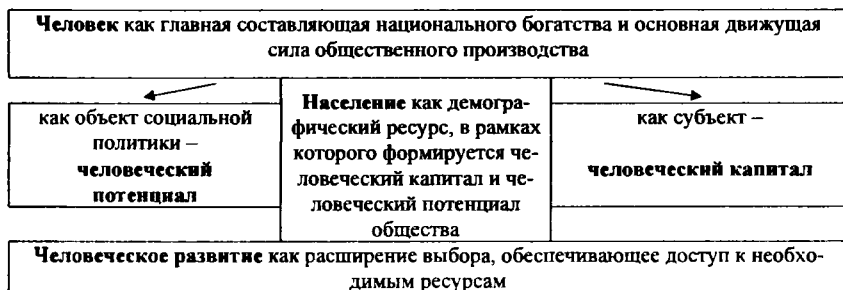 Человек как главная составляющая национального богатства и основная движущая
сила общественного производства
как объект социальной
политики –
человеческий
потенциал
Население как демогра-
фический ресурс, в рамках
которого формируется че-
ловеческий капитал и че-
ловеческий потенциал
общества
как субъект –
человеческий капитал
Человеческое развитие как расширение выбора, обеспечивающее доступ к необхо-
димым ресурсам